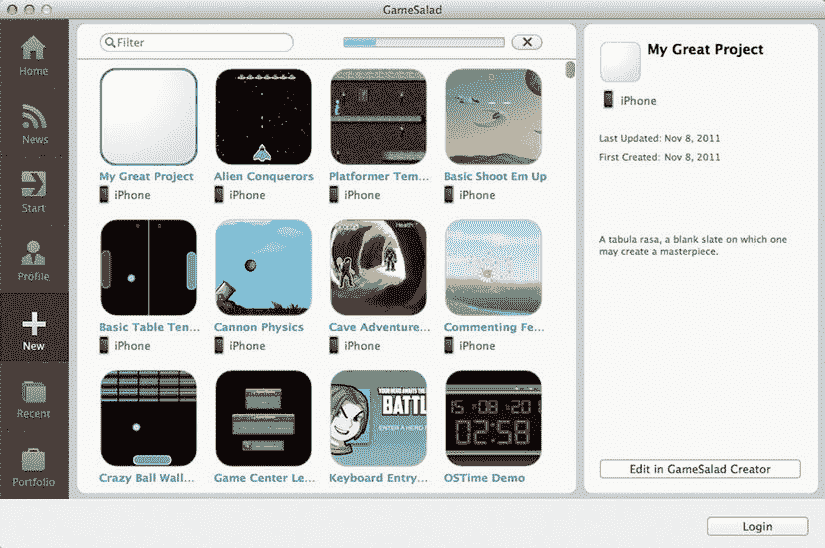 GameSalad
Filter
Home
News
Start
Profile
New
Recent
Portfolio
My Great Project
iPhone
Alien Conquerors
iPhone
Platformer Tem...
iPhone
Basic Shoot Em Up
iPhone
Basic Table Ten...
iPhone
Cannon Physics
iPhone
Cave Adventure...
iPhone
Commenting Fe...
iPhone
Crazy Ball Wall...
Game Center Le...
BATTL
Keyboard Entry...
02:58
OSTime Demo
My Great Project
iPhone
Last Updated: Nov 8, 2011
First Created: Nov 8, 2011
A tabula rasa, a blank slate on which one
may create a masterpiece.
Edit in GameSalad Creator
Login